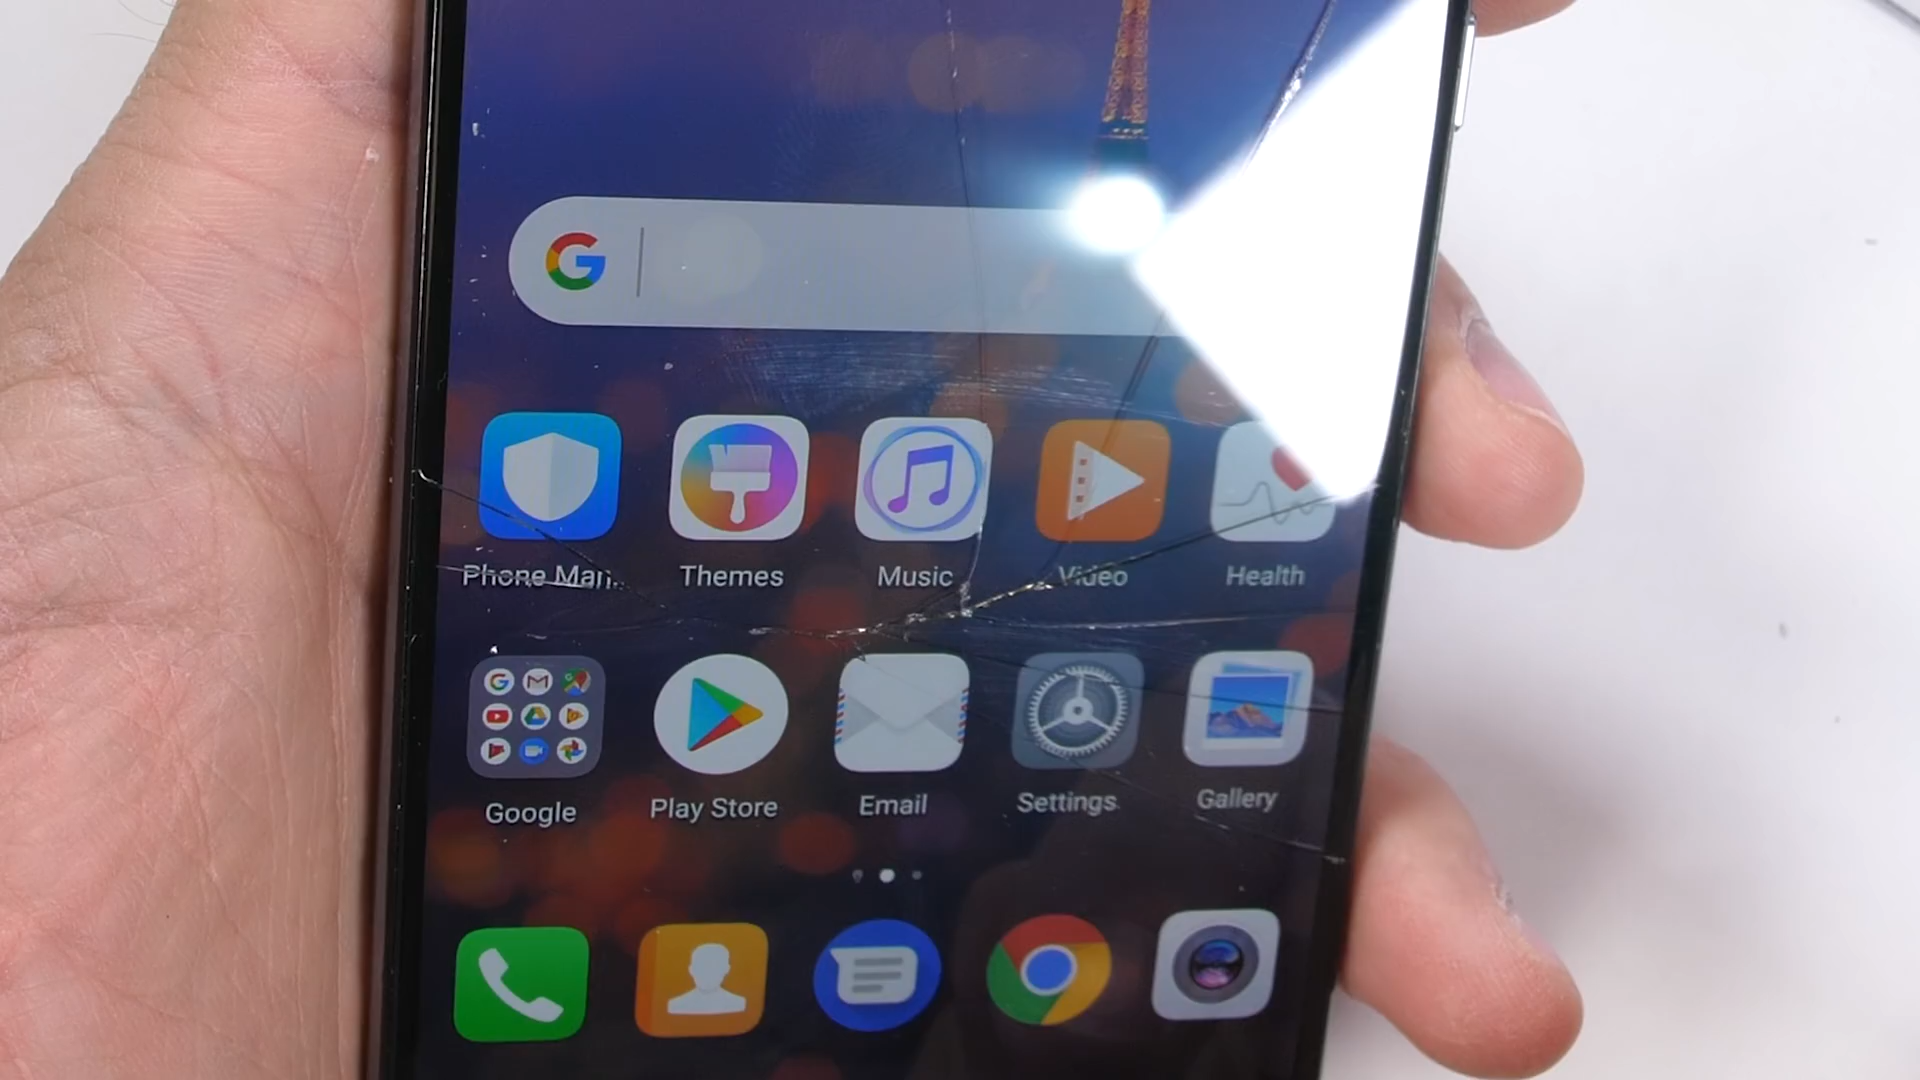 G
Phone Man...
Themes
Music
Video
Health
Google
Play Store
Email
Settings
Gallery